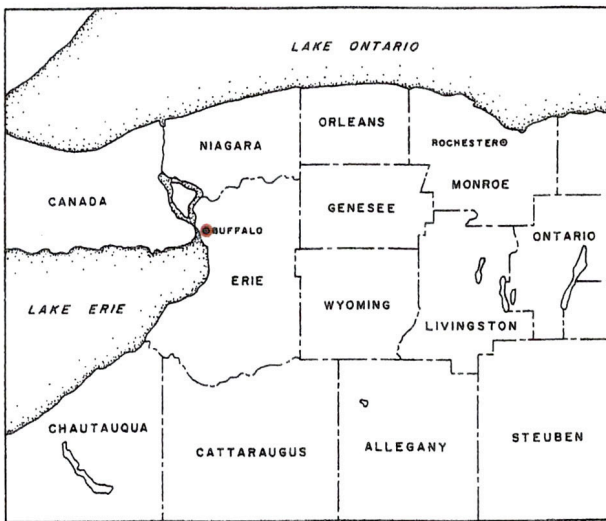 LAKE ONTARIO
ORLEANS
NIAGARA
ROCHESTER
MONROE
CANADA
GENESEE
BUFFALO
ONTARIO
ERIE
LAKE ERIE
WYOMING
LIVINGSTON
CHAUTAUQUA
CATTARAUGUS
ALLEGANY
STEUBEN